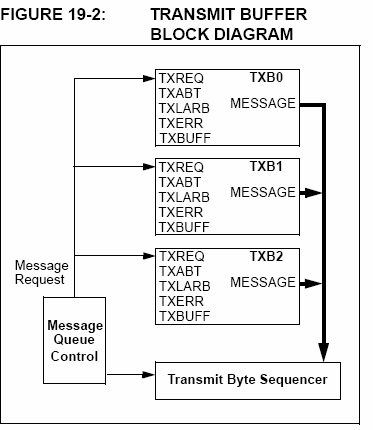 FIGURE 19-2: TRANSMIT BUFFER
BLOCK DIAGRAM
TXREQ TXB0
TXABT
TXLARB MESSAGE
TXERR
TXBUFF
TXREQ TXB1
TXABT
TXLARB MESSAGE
TXERR
TXBUFF
TXREQ TXB2
TXABT
TXLARB MESSAGE
TXERR
TXBUFF
Message
Request
Message
Queue
Control
Transmit Byte Sequencer